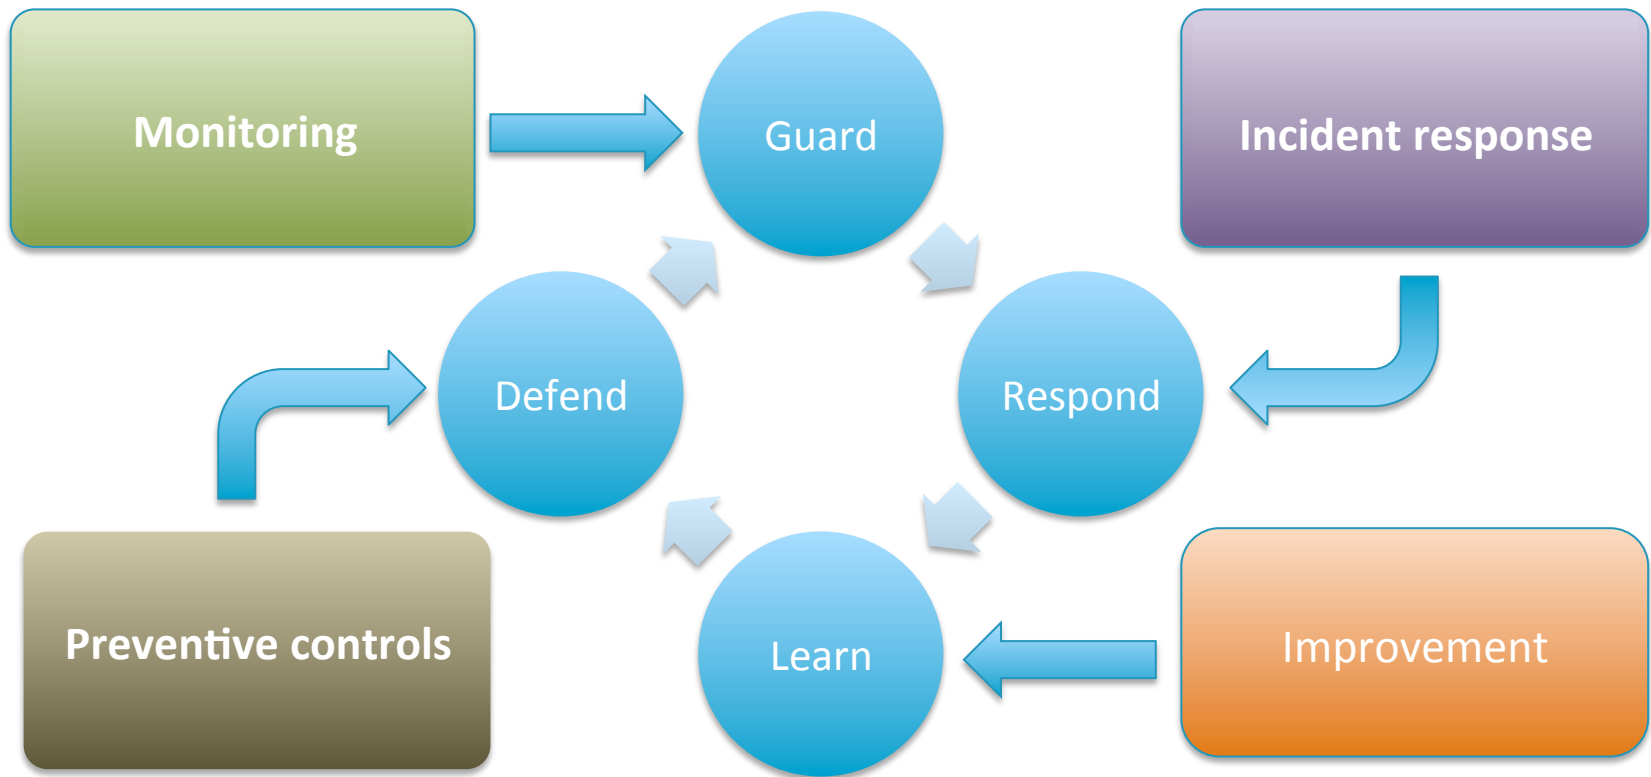 Monitoring
Guard
Incident response
Defend
Respond
Preventive controls
Learn
Improvement